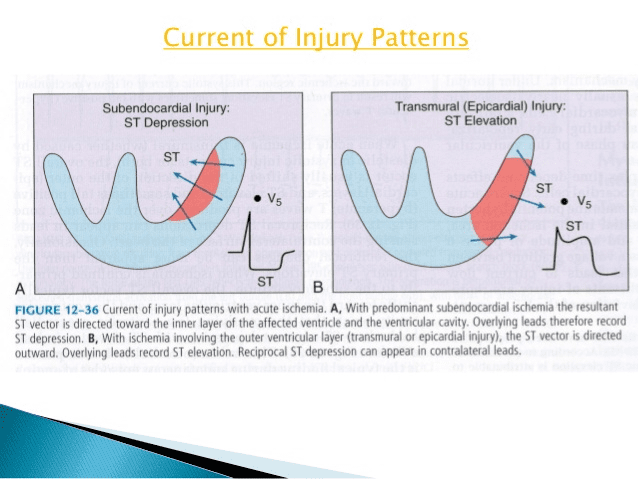 Current of Injury Patterns
Subendocardial Injury:
ST Depression
ST
V5
ST
A
Transmural (Epicardial) Injury:
ST Elevation
ST
V5
ST
B
FIGURE 12–36 Current of injury patterns with acute ischemia. A, With predominant subendocardial ischemia the resultant
ST vector is directed toward the inner layer of the affected ventricle and the ventricular cavity. Overlying leads therefore record
ST depression. B, With ischemia involving the outer ventricular layer (transmural or epicardial injury), the ST vector is directed
outward. Overlying leads record ST elevation. Reciprocal ST depression can appear in contralateral leads.